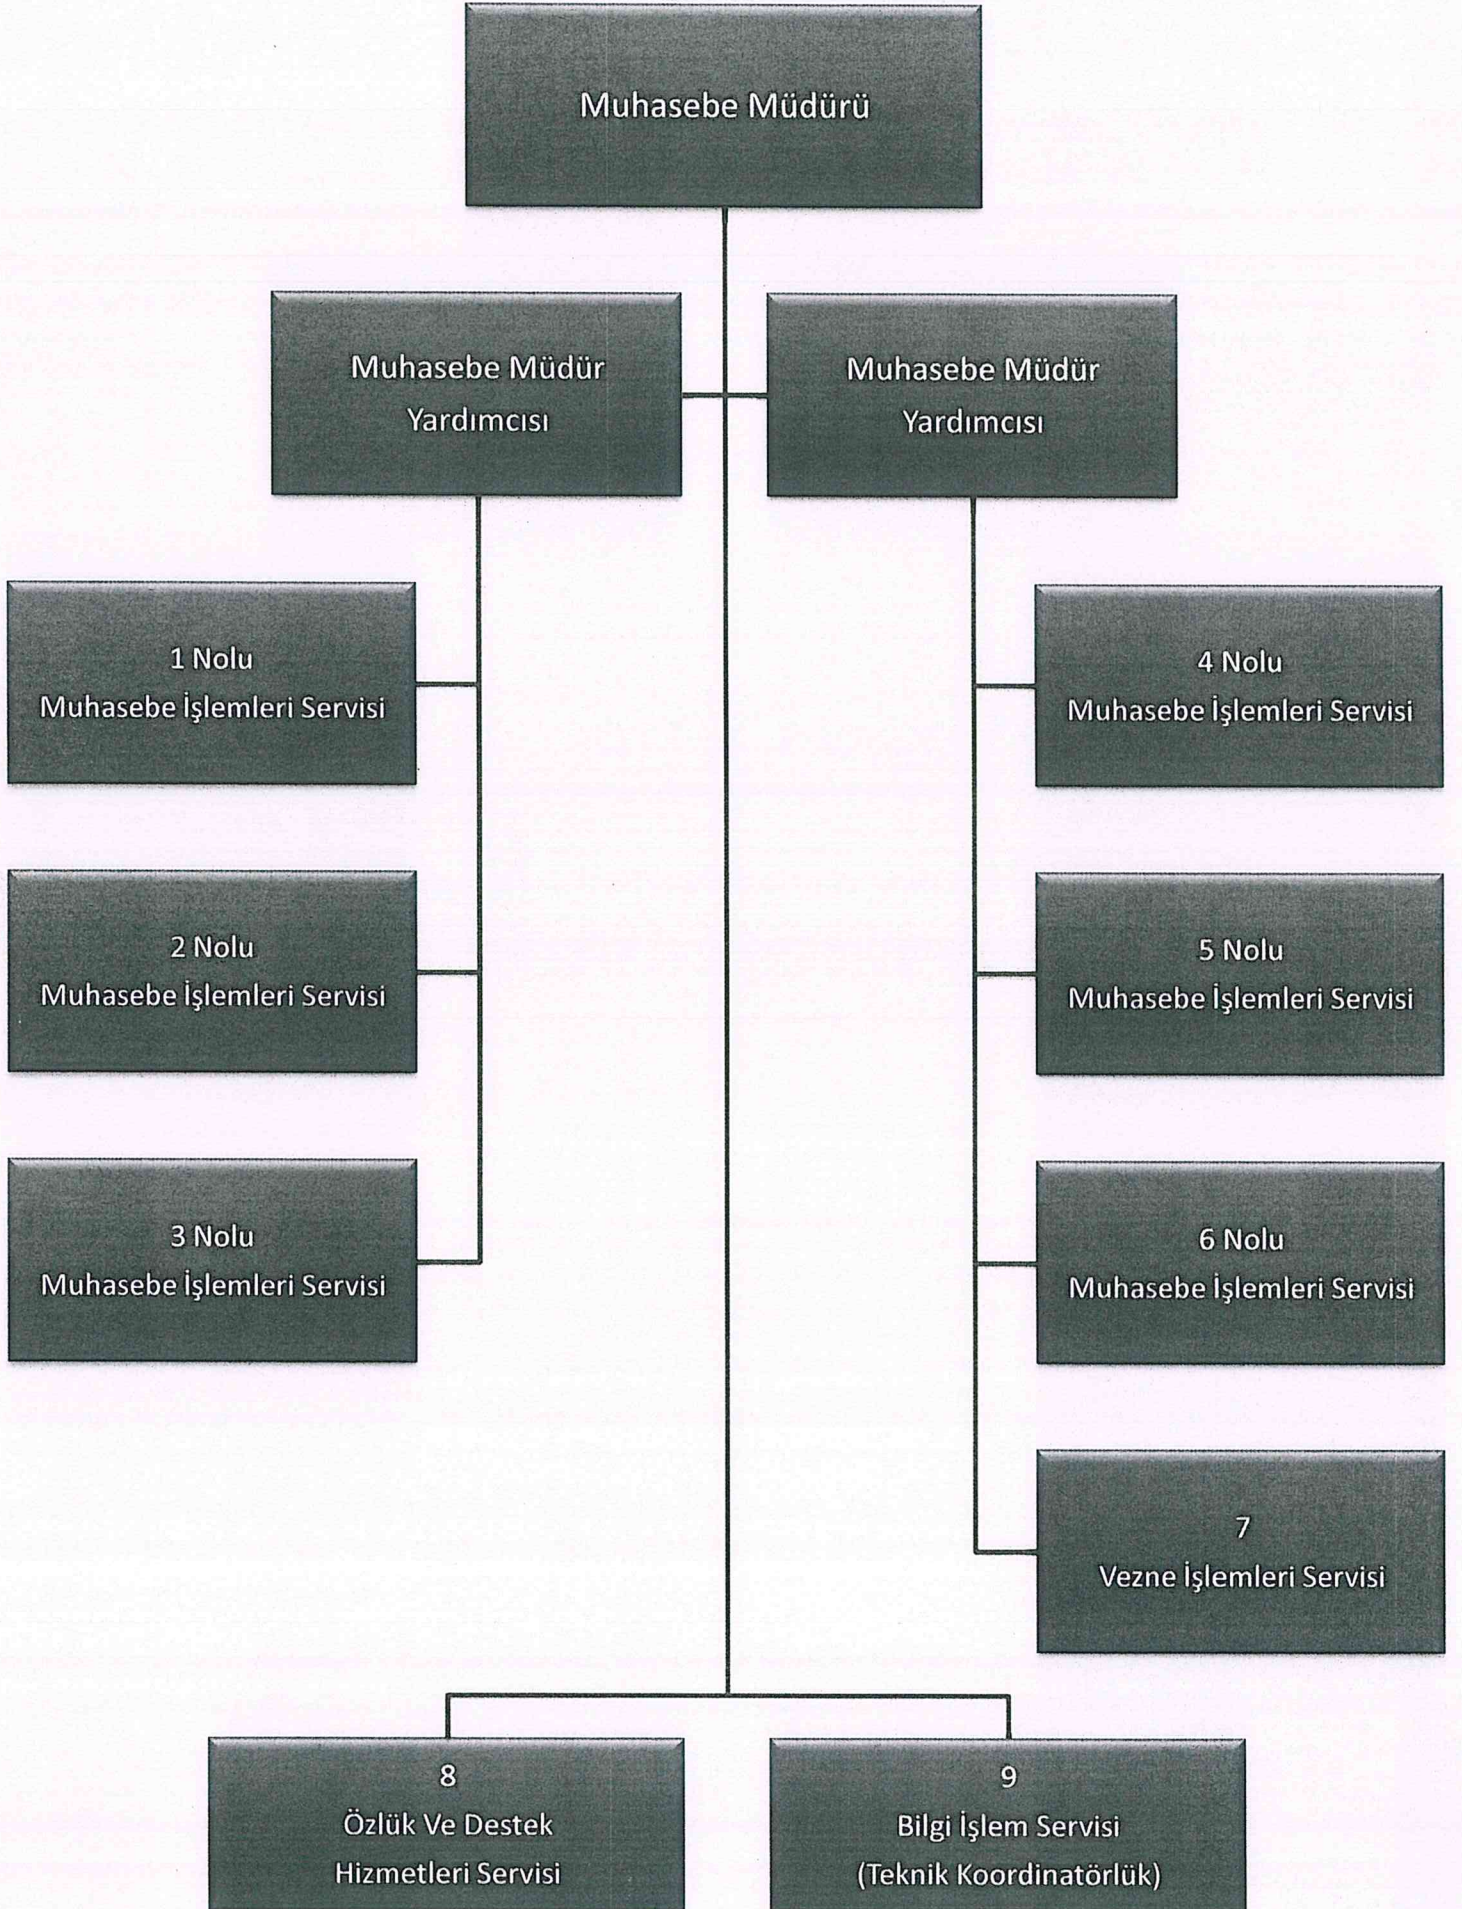 Muhasebe Müdürü
Muhasebe Müdür
Yardımcısı
Muhasebe Müdür
Yardımcısı
1 Nolu
Muhasebe İşlemleri Servisi
2 Nolu
Muhasebe İşlemleri Servisi
3 Nolu
Muhasebe İşlemleri Servisi
4 Nolu
Muhasebe İşlemleri Servisi
5 Nolu
Muhasebe İşlemleri Servisi
6 Nolu
Muhasebe İşlemleri Servisi
7
Vezne İşlemleri Servisi
8
Özlük Ve Destek
Hizmetleri Servisi
9
Bilgi İşlem Servisi
(Teknik Koordinatörlük)